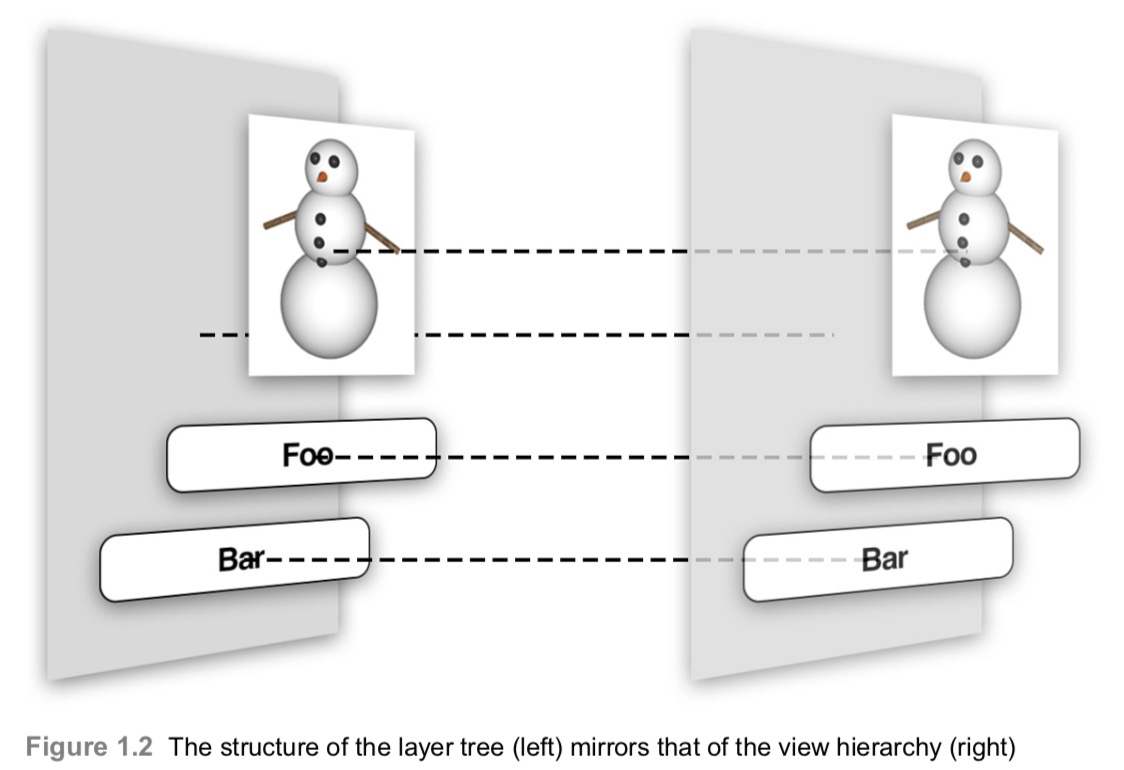 Foo
Foo
Bar
Bar
Figure 1.2 The structure of the layer tree (left) mirrors that of the view hierarchy (right)